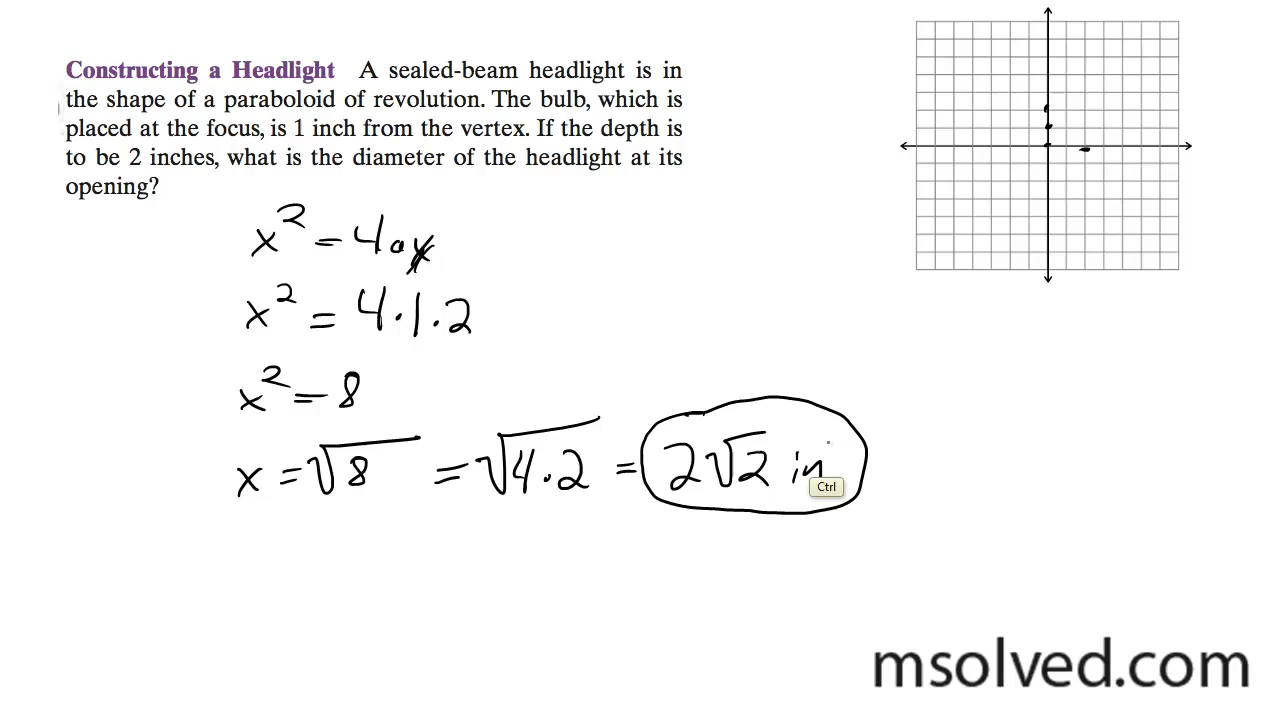 Constructing a Headlight A sealed-beam headlight is in
the shape of a paraboloid of revolution. The bulb, which is
placed at the focus, is 1 inch from the vertex. If the depth is
to be 2 inches, what is the diameter of the headlight at its
opening?
x² = 4ay
x² = 4·1·2
x² = 8
x = √8 = √4·2 = 2√2 in
Ctrl
msolved.com